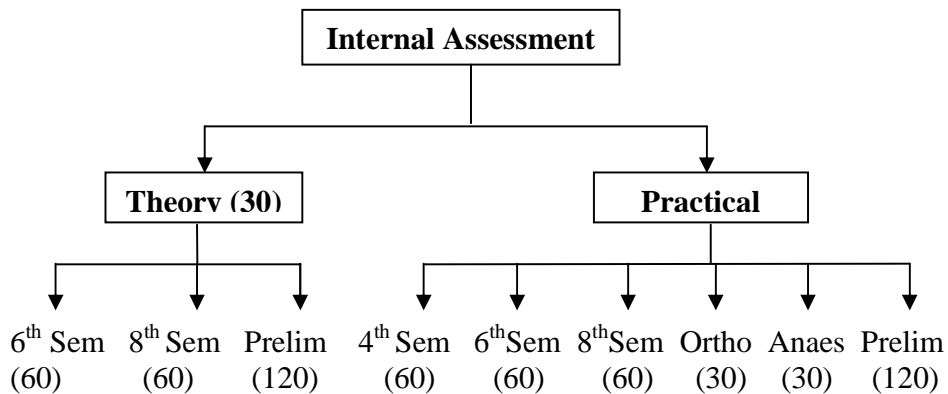 Internal Assessment
Theory (30)
Practical
6th Sem 8th Sem Prelim 4th Sem 6thSem 8thSem Ortho Anaes Prelim
(60) (60) (120) (60) (60) (60) (30) (30) (120)